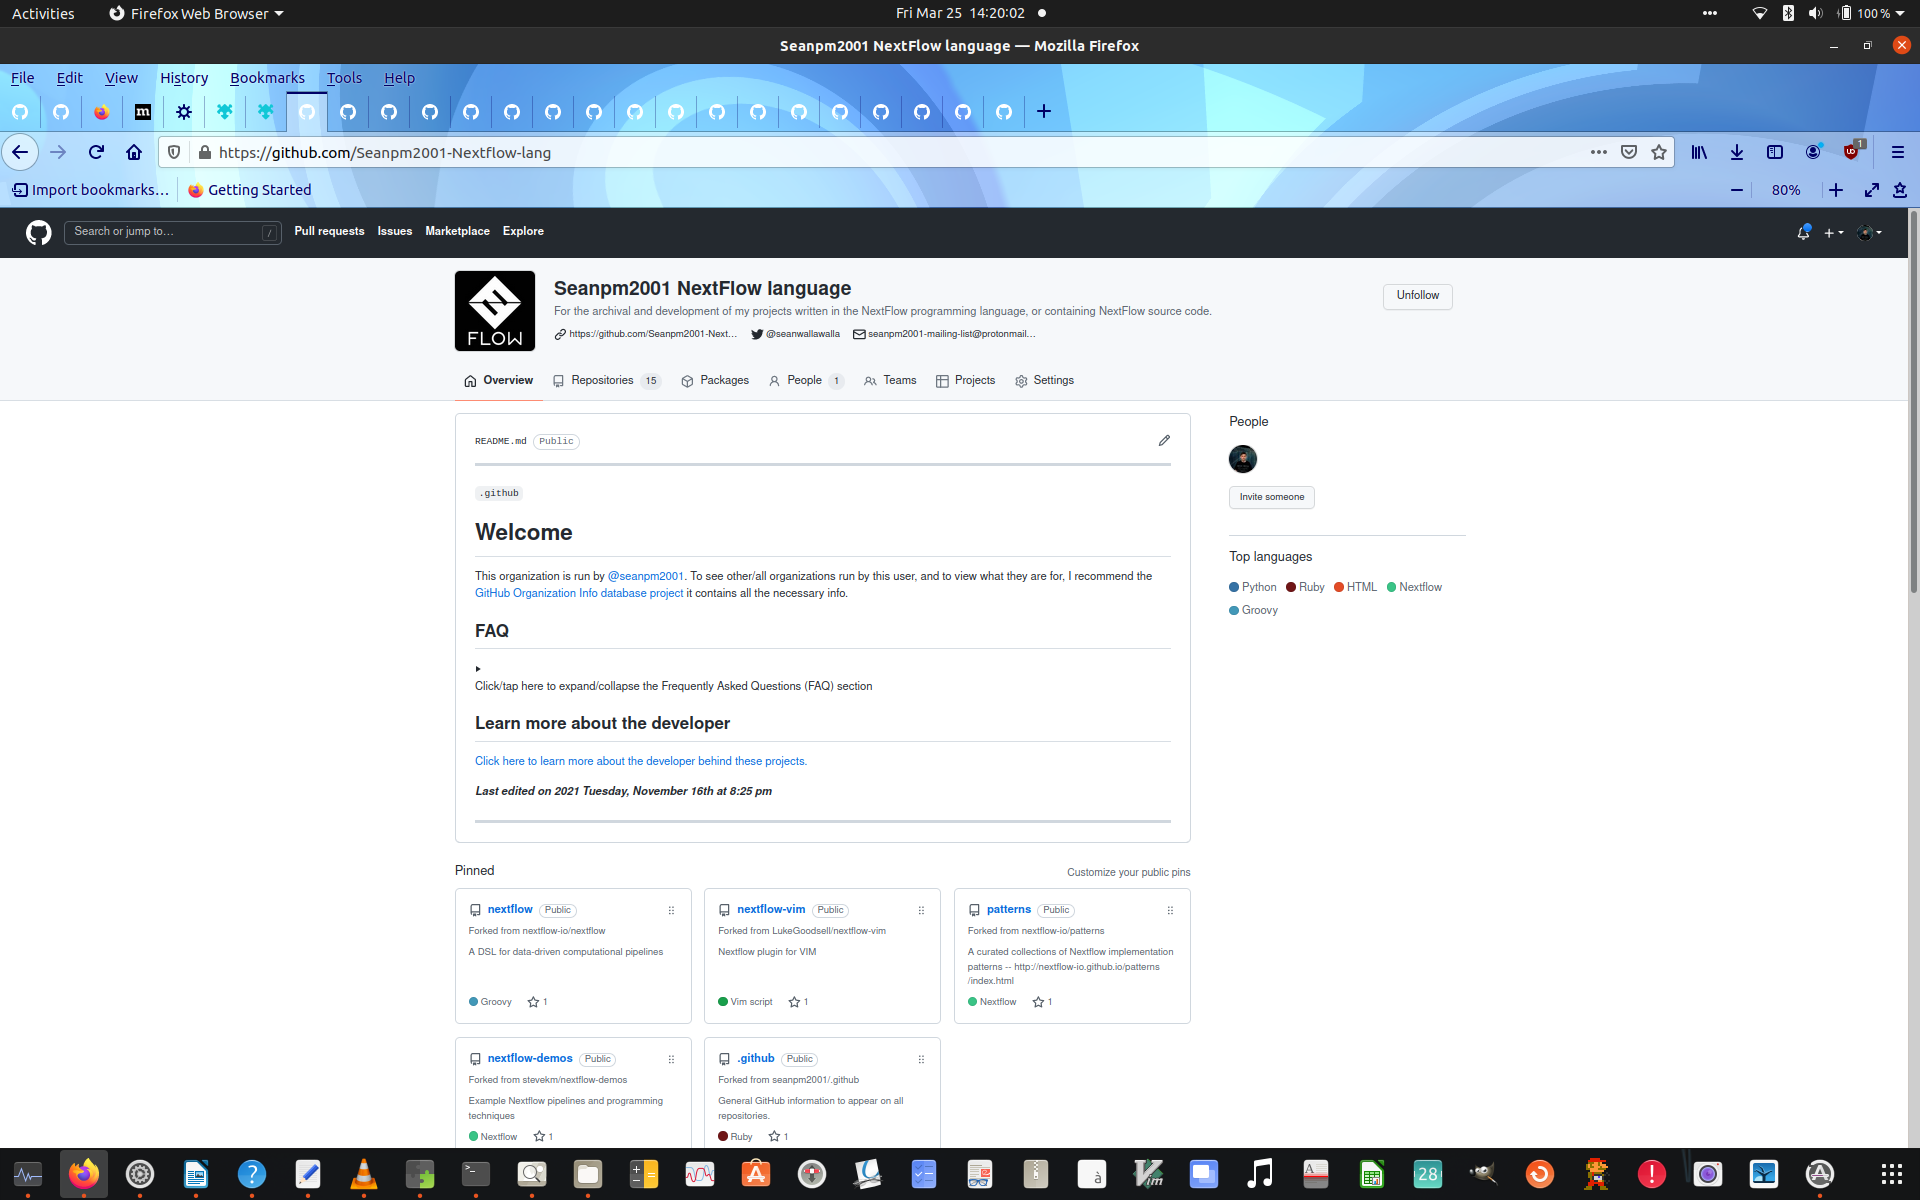 Activities
Firefox Web Browser
Fri Mar 25 14:20:02
100 %
Seanpm2001 NextFlow language — Mozilla Firefox
File Edit View History Bookmarks Tools Help
https://github.com/Seanpm2001-Nextflow-lang
1
Import bookmarks…
Getting Started
80%
Search or jump to…
/
Pull requests Issues Marketplace Explore
FLOW
Seanpm2001 NextFlow language
For the archival and development of my projects written in the NextFlow programming language, or containing NextFlow source code.
https://github.com/Seanpm2001-Next…
@seanwallawalla
seanpm2001-mailing-list@protonmail…
Unfollow
Overview
Repositories 15
Packages
People 1
Teams
Projects
Settings
README.md Public
.github
Welcome
This organization is run by @seanpm2001. To see other/all organizations run by this user, and to view what they are for, I recommend the
GitHub Organization Info database project it contains all the necessary info.
FAQ
Click/tap here to expand/collapse the Frequently Asked Questions (FAQ) section
Learn more about the developer
Click here to learn more about the developer behind these projects.
Last edited on 2021 Tuesday, November 16th at 8:25 pm
People
Invite someone
Top languages
Python Ruby HTML Nextflow
Groovy
Pinned
Customize your public pins
nextflow Public
Forked from nextflow-io/nextflow
A DSL for data-driven computational pipelines
Groovy 1
nextflow-vim Public
Forked from LukeGoodsell/nextflow-vim
Nextflow plugin for VIM
Vim script 1
patterns Public
Forked from nextflow-io/patterns
A curated collections of Nextflow implementation
patterns -- http://nextflow-io.github.io/patterns
/index.html
Nextflow 1
nextflow-demos Public
Forked from stevekm/nextflow-demos
Example Nextflow pipelines and programming
techniques
Nextflow 1
.github Public
Forked from seanpm2001/.github
General GitHub information to appear on all
repositories.
Ruby 1
28